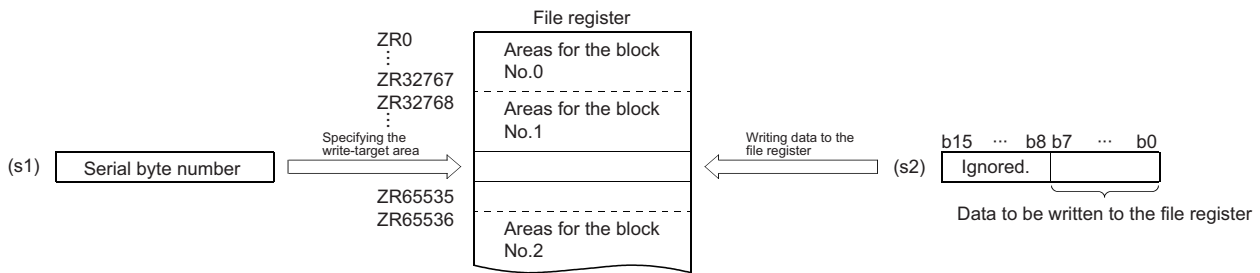 File register
ZR0
⋮
ZR32767
ZR32768
⋮
Areas for the block
No.0
Areas for the block
No.1
(s1)
Serial byte number
Specifying the
write-target area
Writing data to the
file register
(s2)
b15 ··· b8 b7 ··· b0
Ignored.
Data to be written to the file register
ZR65535
ZR65536
Areas for the block
No.2